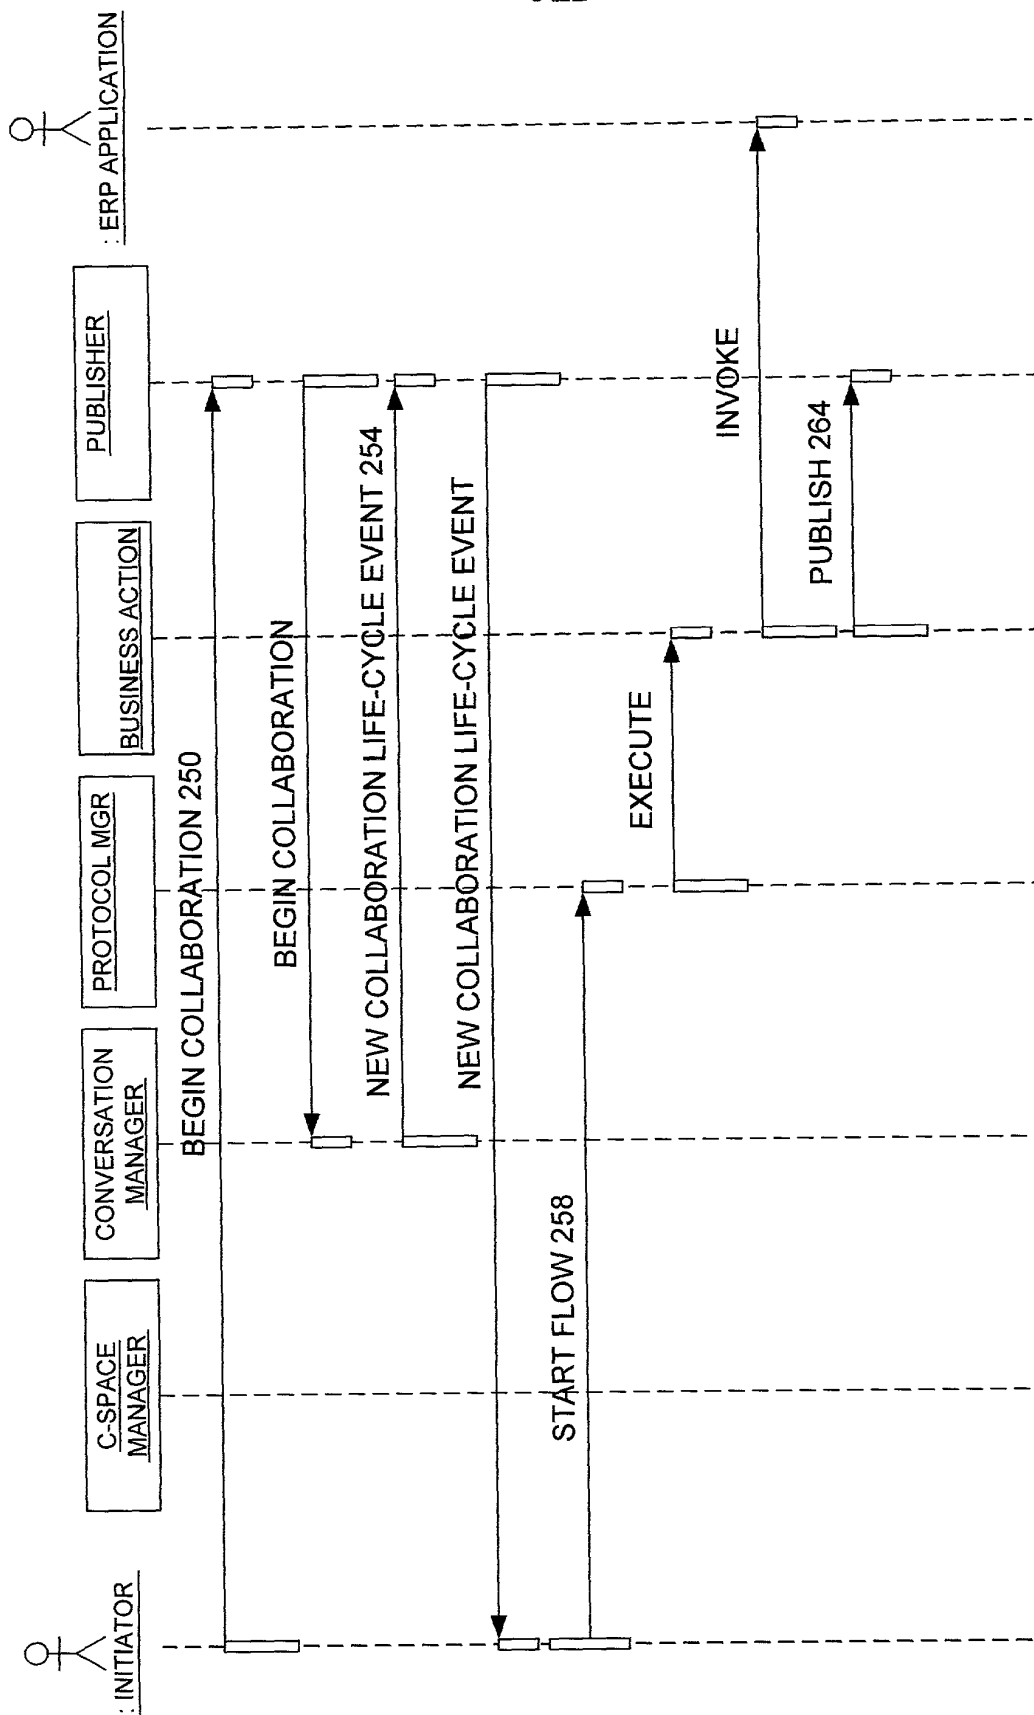 : INITIATOR
C-SPACE
MANAGER
CONVERSATION
MANAGER
PROTOCOL MGR
BUSINESS ACTION
PUBLISHER
: ERP APPLICATION
BEGIN COLLABORATION 250
BEGIN COLLABORATION
NEW COLLABORATION LIFE-CYCLE EVENT 254
NEW COLLABORATION LIFE-CYCLE EVENT
START FLOW 258
EXECUTE
INVOKE
PUBLISH 264